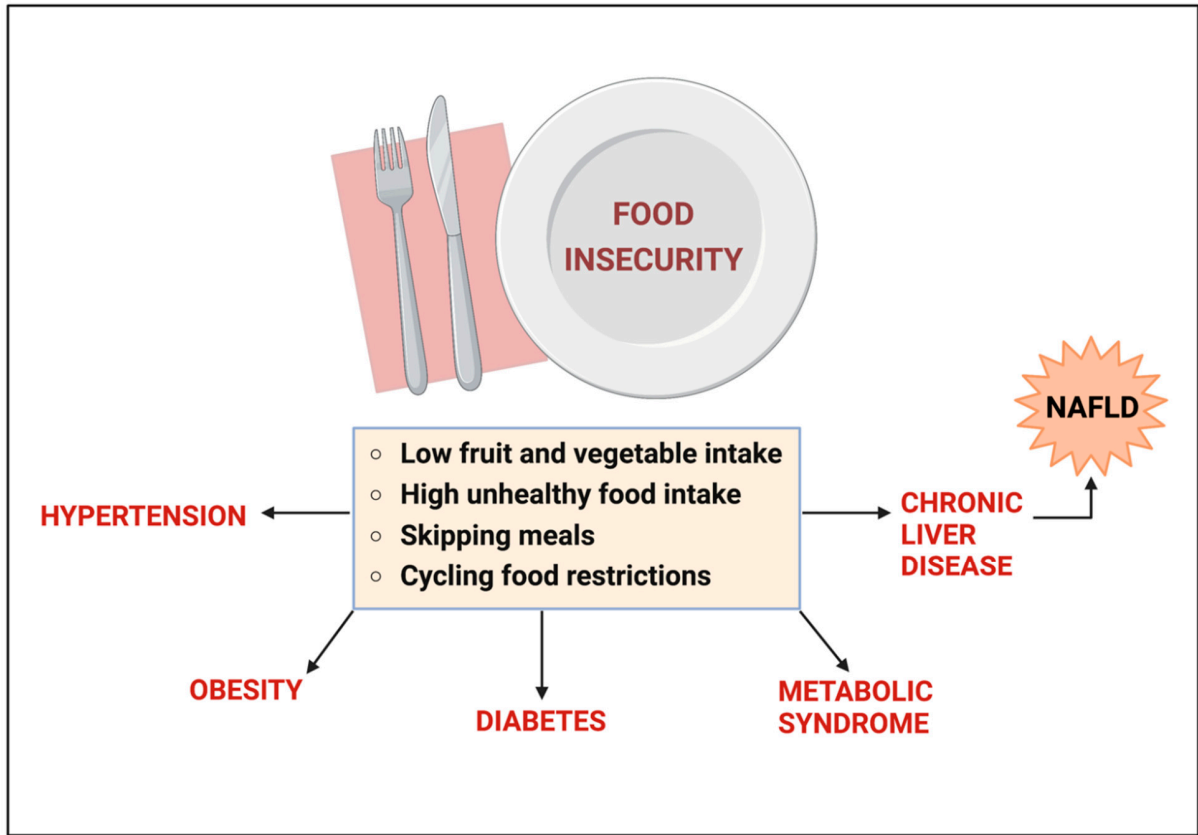 FOOD
INSECURITY
NAFLD
○ Low fruit and vegetable intake
○ High unhealthy food intake
○ Skipping meals
○ Cycling food restrictions
HYPERTENSION
CHRONIC
LIVER
DISEASE
OBESITY
DIABETES
METABOLIC
SYNDROME